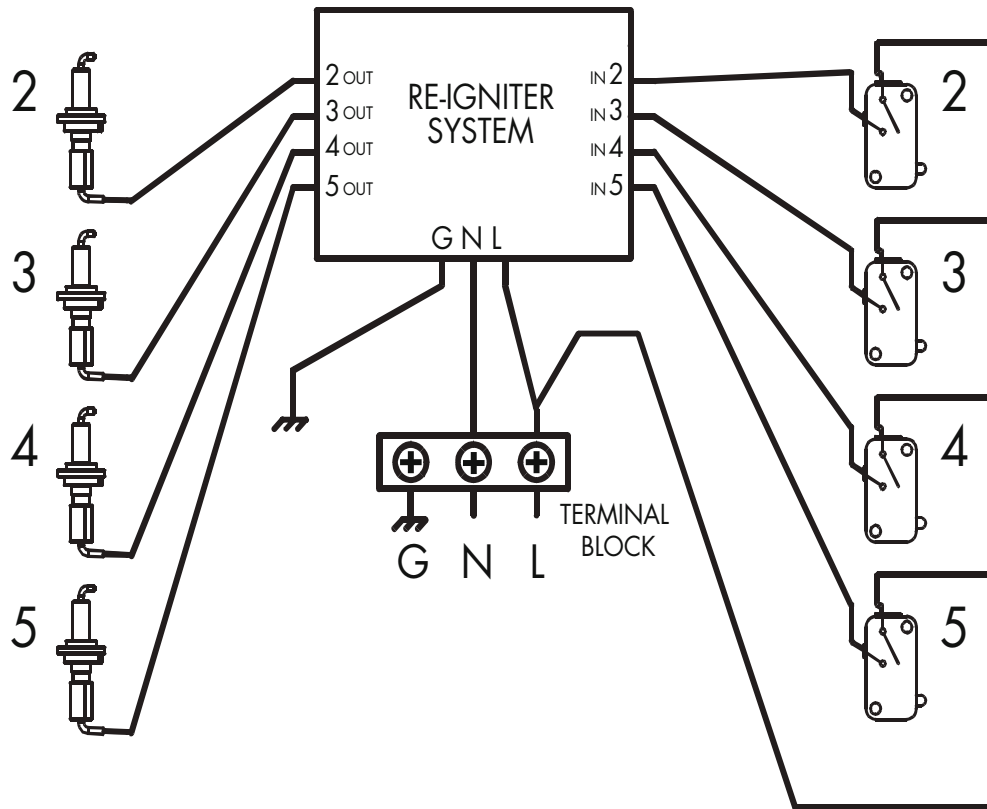 2
3
4
5
2 OUT
3 OUT
4 OUT
5 OUT
RE-IGNITER
SYSTEM
IN 2
IN 3
IN 4
IN 5
G N L
2
3
4
5
TERMINAL
BLOCK
G N L